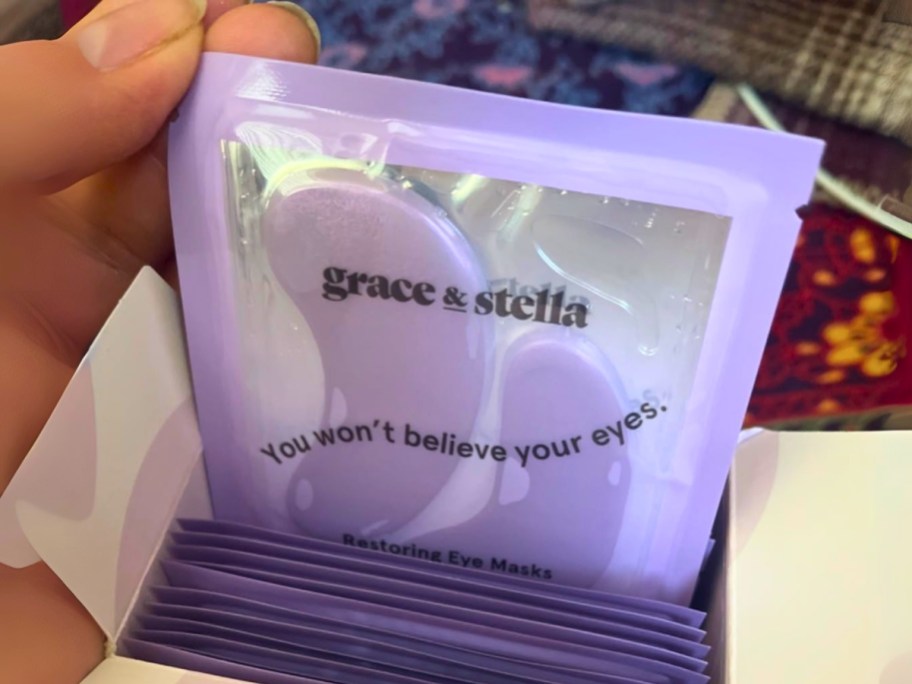 grace & stella
You won't believe your eyes.
Restoring Eye Masks